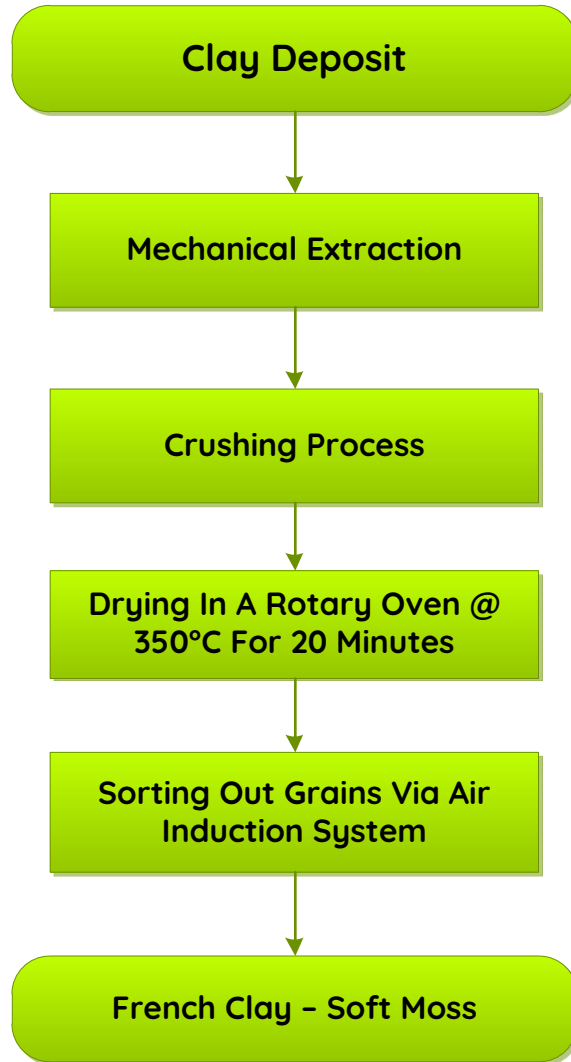 Clay Deposit
Mechanical Extraction
Crushing Process
Drying In A Rotary Oven @
350°C For 20 Minutes
Sorting Out Grains Via Air
Induction System
French Clay – Soft Moss